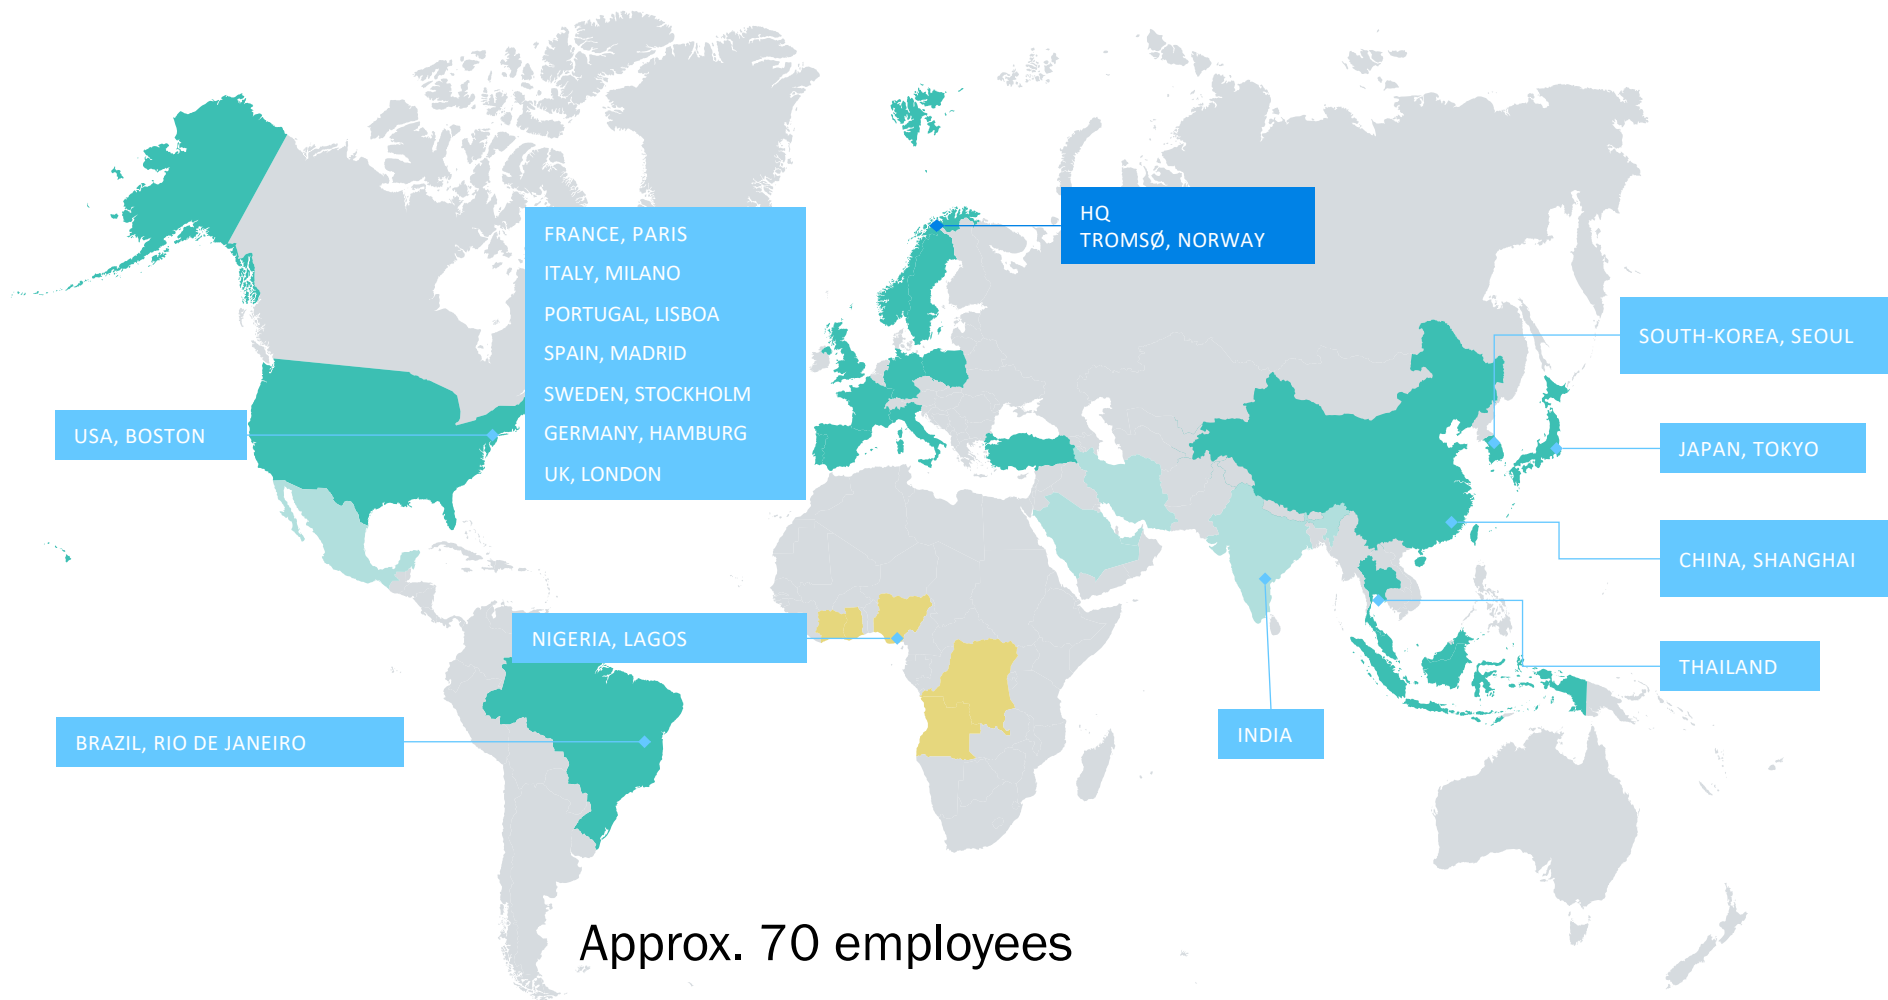 HQ
TROMSØ, NORWAY
FRANCE, PARIS
ITALY, MILANO
PORTUGAL, LISBOA
SPAIN, MADRID
SWEDEN, STOCKHOLM
GERMANY, HAMBURG
UK, LONDON
SOUTH-KOREA, SEOUL
USA, BOSTON
JAPAN, TOKYO
CHINA, SHANGHAI
NIGERIA, LAGOS
THAILAND
BRAZIL, RIO DE JANEIRO
INDIA
Approx. 70 employees